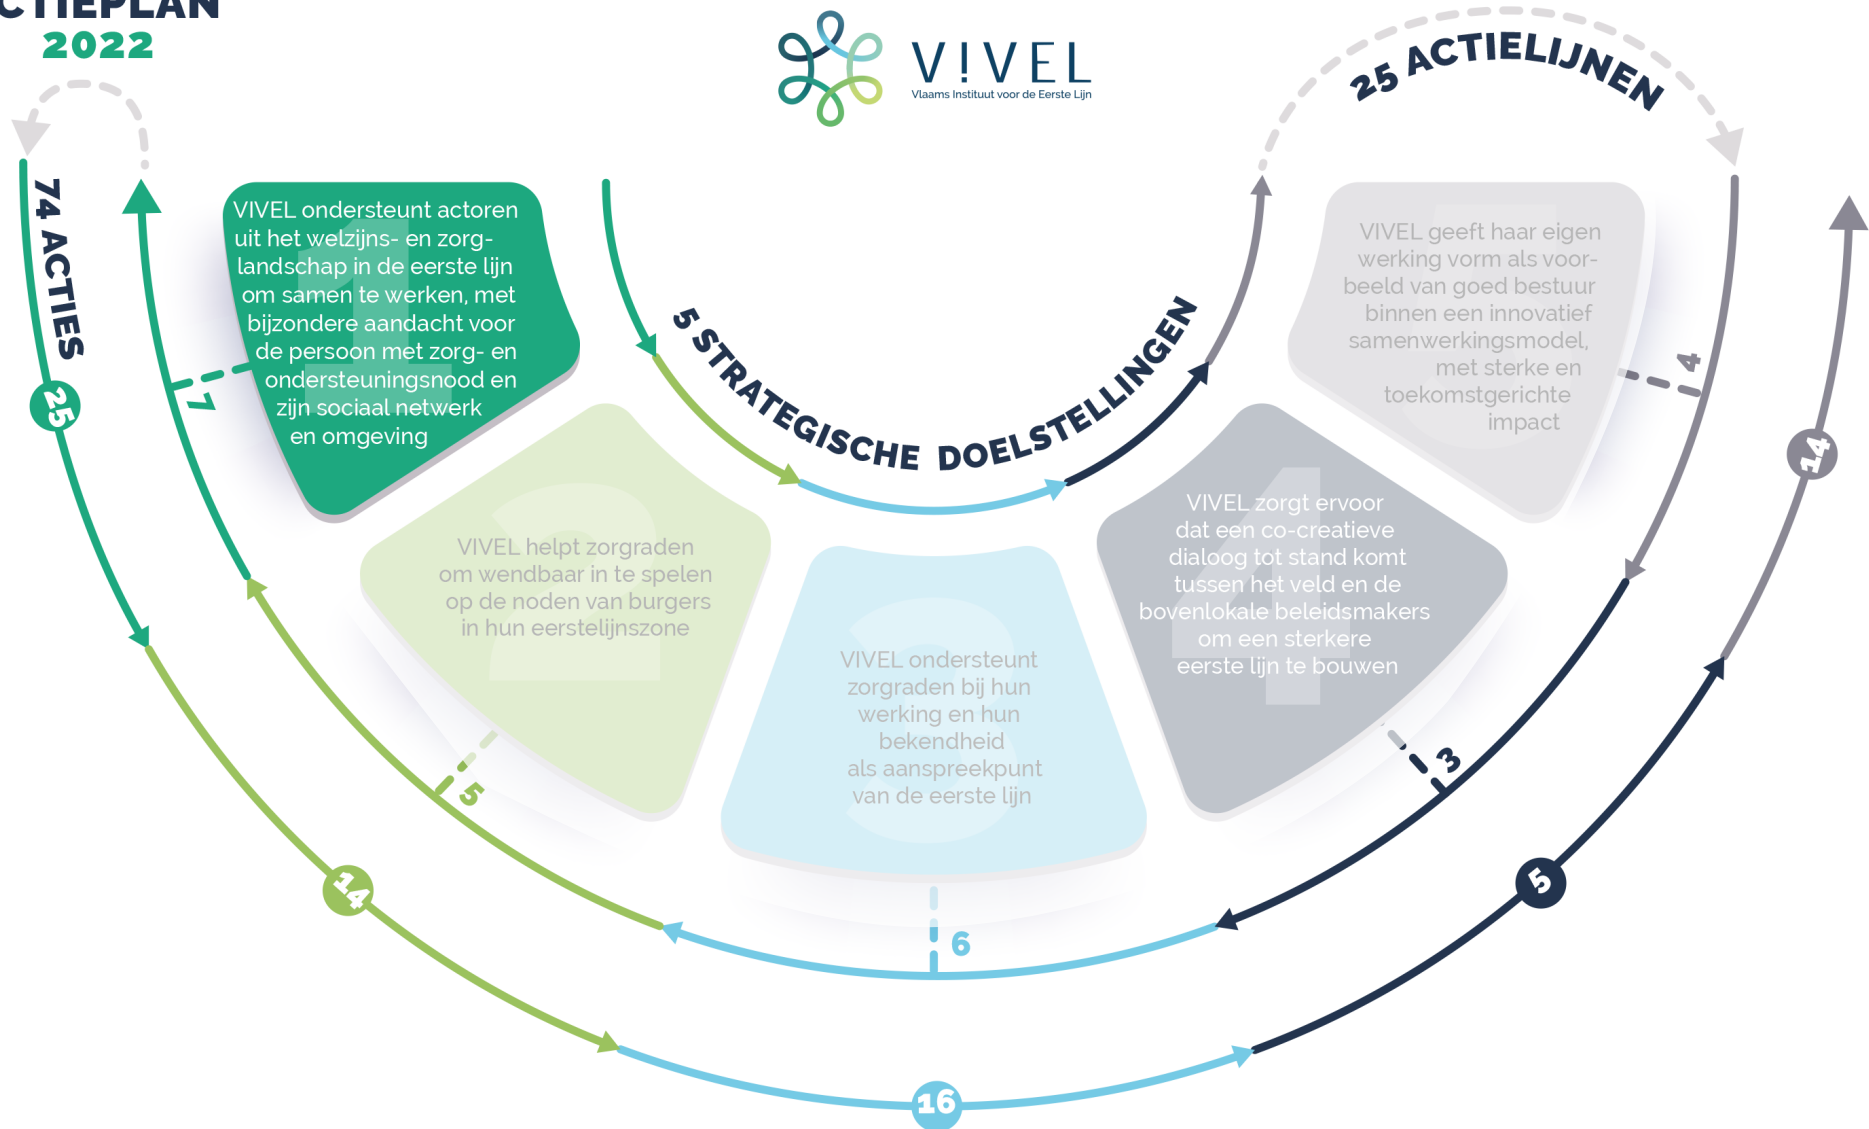 CTIEPLAN
2022
V!VEL
Vlaams Instituut voor de Eerste Lijn
25 ACTIELIJNEN
74 ACTIES
5 STRATEGISCHE DOELSTELLINGEN
1
VIVEL ondersteunt actoren
uit het welzijns- en zorg-
landschap in de eerste lijn
om samen te werken, met
bijzondere aandacht voor
de persoon met zorg- en
ondersteuningsnood en
zijn sociaal netwerk
en omgeving
2
VIVEL helpt zorgraden
om wendbaar in te spelen
op de noden van burgers
in hun eerstelijnszone
3
VIVEL ondersteunt
zorgraden bij hun
werking en hun
bekendheid
als aanspreekpunt
van de eerste lijn
4
VIVEL zorgt ervoor
dat een co-creatieve
dialoog tot stand komt
tussen het veld en de
bovenlokale beleidsmakers
om een sterkere
eerste lijn te bouwen
5
VIVEL geeft haar eigen
werking vorm als voor-
beeld van goed bestuur
binnen een innovatief
samenwerkingsmodel,
met sterke en
toekomstgerichte
impact
7
5
6
3
4
25
14
16
5
14